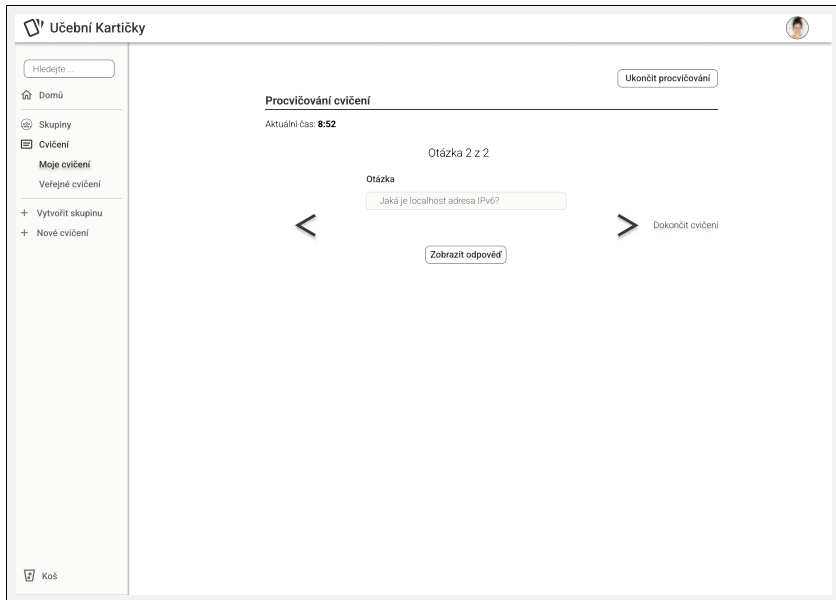 Učební Kartičky
Hledejte ...
Domů
Skupiny
Cvičení
Moje cvičení
Veřejné cvičení
+ Vytvořit skupinu
+ Nové cvičení
Koš
Ukončit procvičování
Procvičování cvičení
Aktuální čas: 8:52
Otázka 2 z 2
Otázka
Jaká je localhost adresa IPv6?
< > Dokončit cvičení
Zobrazit odpověď